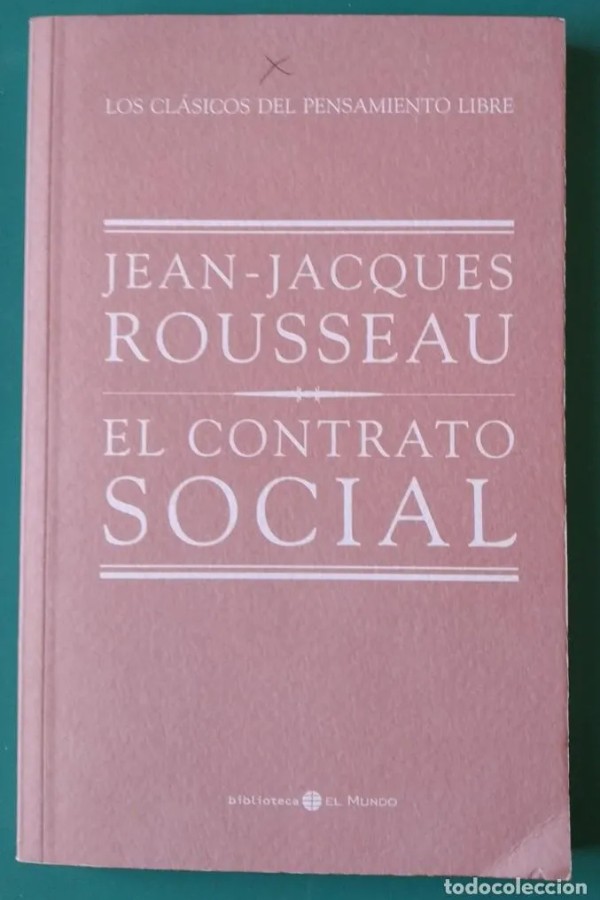 LOS CLÁSICOS DEL PENSAMIENTO LIBRE
JEAN-JACQUES
ROUSSEAU
EL CONTRATO
SOCIAL
biblioteca EL MUNDO
todocoleccion